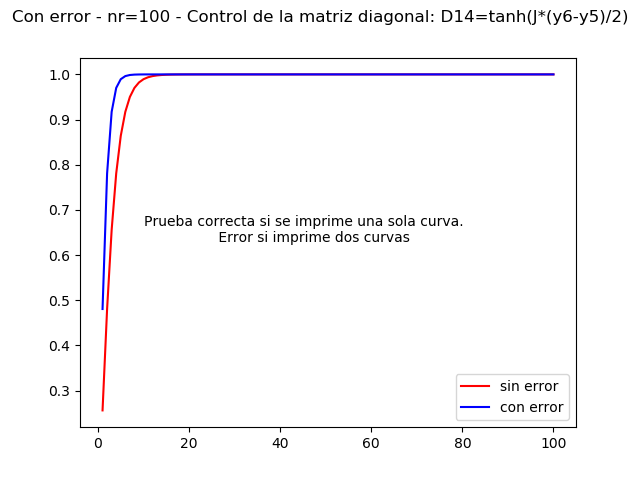 Con error - nr=100 - Control de la matriz diagonal: D14=tanh(J*(y6-y5)/2)
1.0
0.9
0.8
0.7
0.6
0.5
0.4
0.3
Prueba correcta si se imprime una sola curva.
Error si imprime dos curvas
sin error
con error
0
20
40
60
80
100